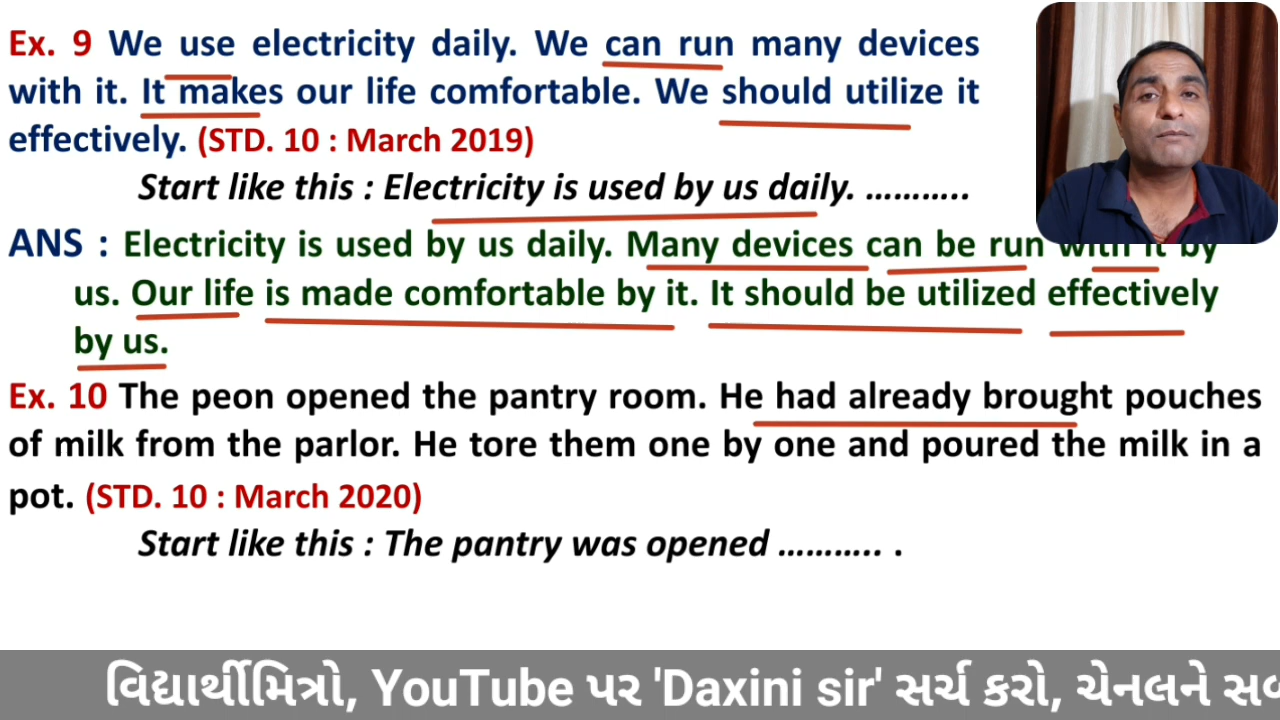 Ex. 9 We use electricity daily. We can run many devices
with it. It makes our life comfortable. We should utilize it
effectively. (STD. 10 : March 2019)
Start like this : Electricity is used by us daily. ………..
ANS : Electricity is used by us daily. Many devices can be run with it by
us. Our life is made comfortable by it. It should be utilized effectively
by us.
Ex. 10 The peon opened the pantry room. He had already brought pouches
of milk from the parlor. He tore them one by one and poured the milk in a
pot. (STD. 10 : March 2020)
Start like this : The pantry was opened ……….. .
વિદ્યાર્થીમિત્રો, YouTube પર 'Daxini sir' સર્ચ કરો, ચેનલને